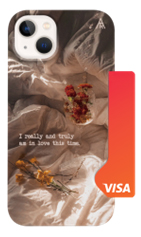 I really and truly
am in love this time.
VISA